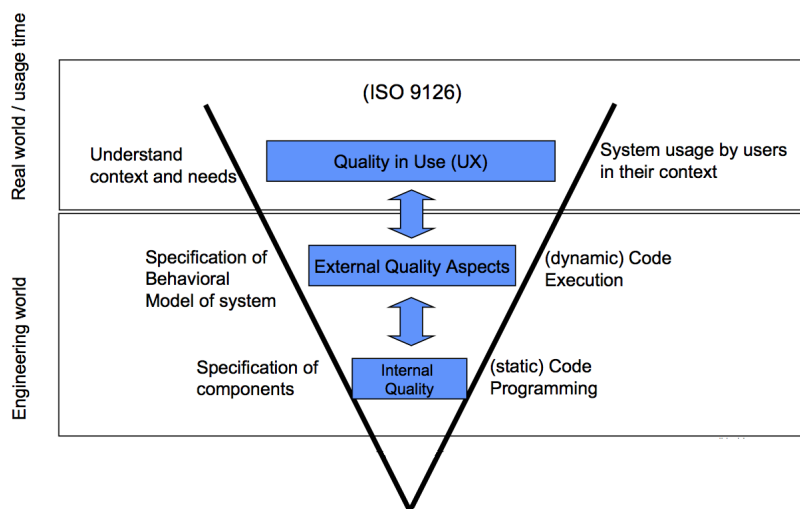 Real world / usage time
(ISO 9126)
Understand
context and needs
Quality in Use (UX)
System usage by users
in their context
Engineering world
Specification of
Behavioral
Model of system
External Quality Aspects
(dynamic) Code
Execution
Specification of
components
Internal
Quality
(static) Code
Programming